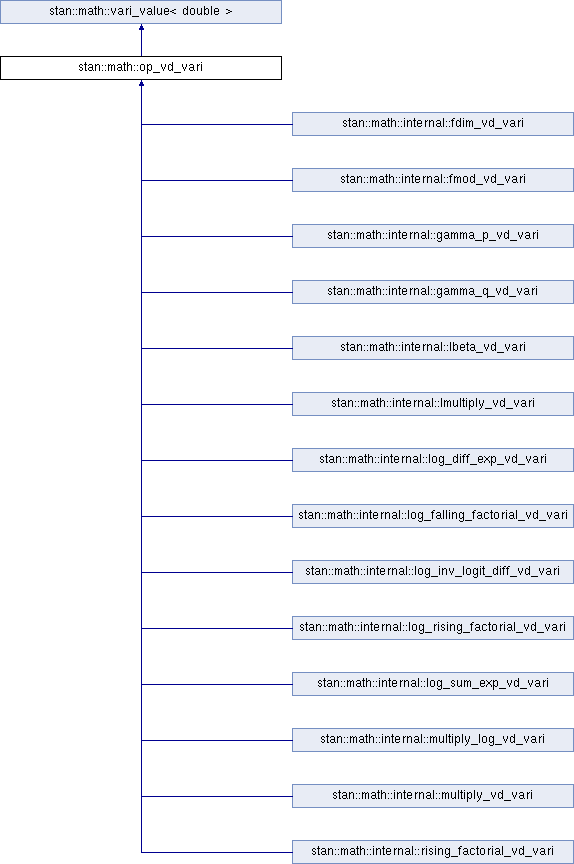 stan::math::vari_value< double >
stan::math::op_vd_vari
stan::math::internal::fdim_vd_vari
stan::math::internal::fmod_vd_vari
stan::math::internal::gamma_p_vd_vari
stan::math::internal::gamma_q_vd_vari
stan::math::internal::lbeta_vd_vari
stan::math::internal::lmultiply_vd_vari
stan::math::internal::log_diff_exp_vd_vari
stan::math::internal::log_falling_factorial_vd_vari
stan::math::internal::log_inv_logit_diff_vd_vari
stan::math::internal::log_rising_factorial_vd_vari
stan::math::internal::log_sum_exp_vd_vari
stan::math::internal::multiply_log_vd_vari
stan::math::internal::multiply_vd_vari
stan::math::internal::rising_factorial_vd_vari